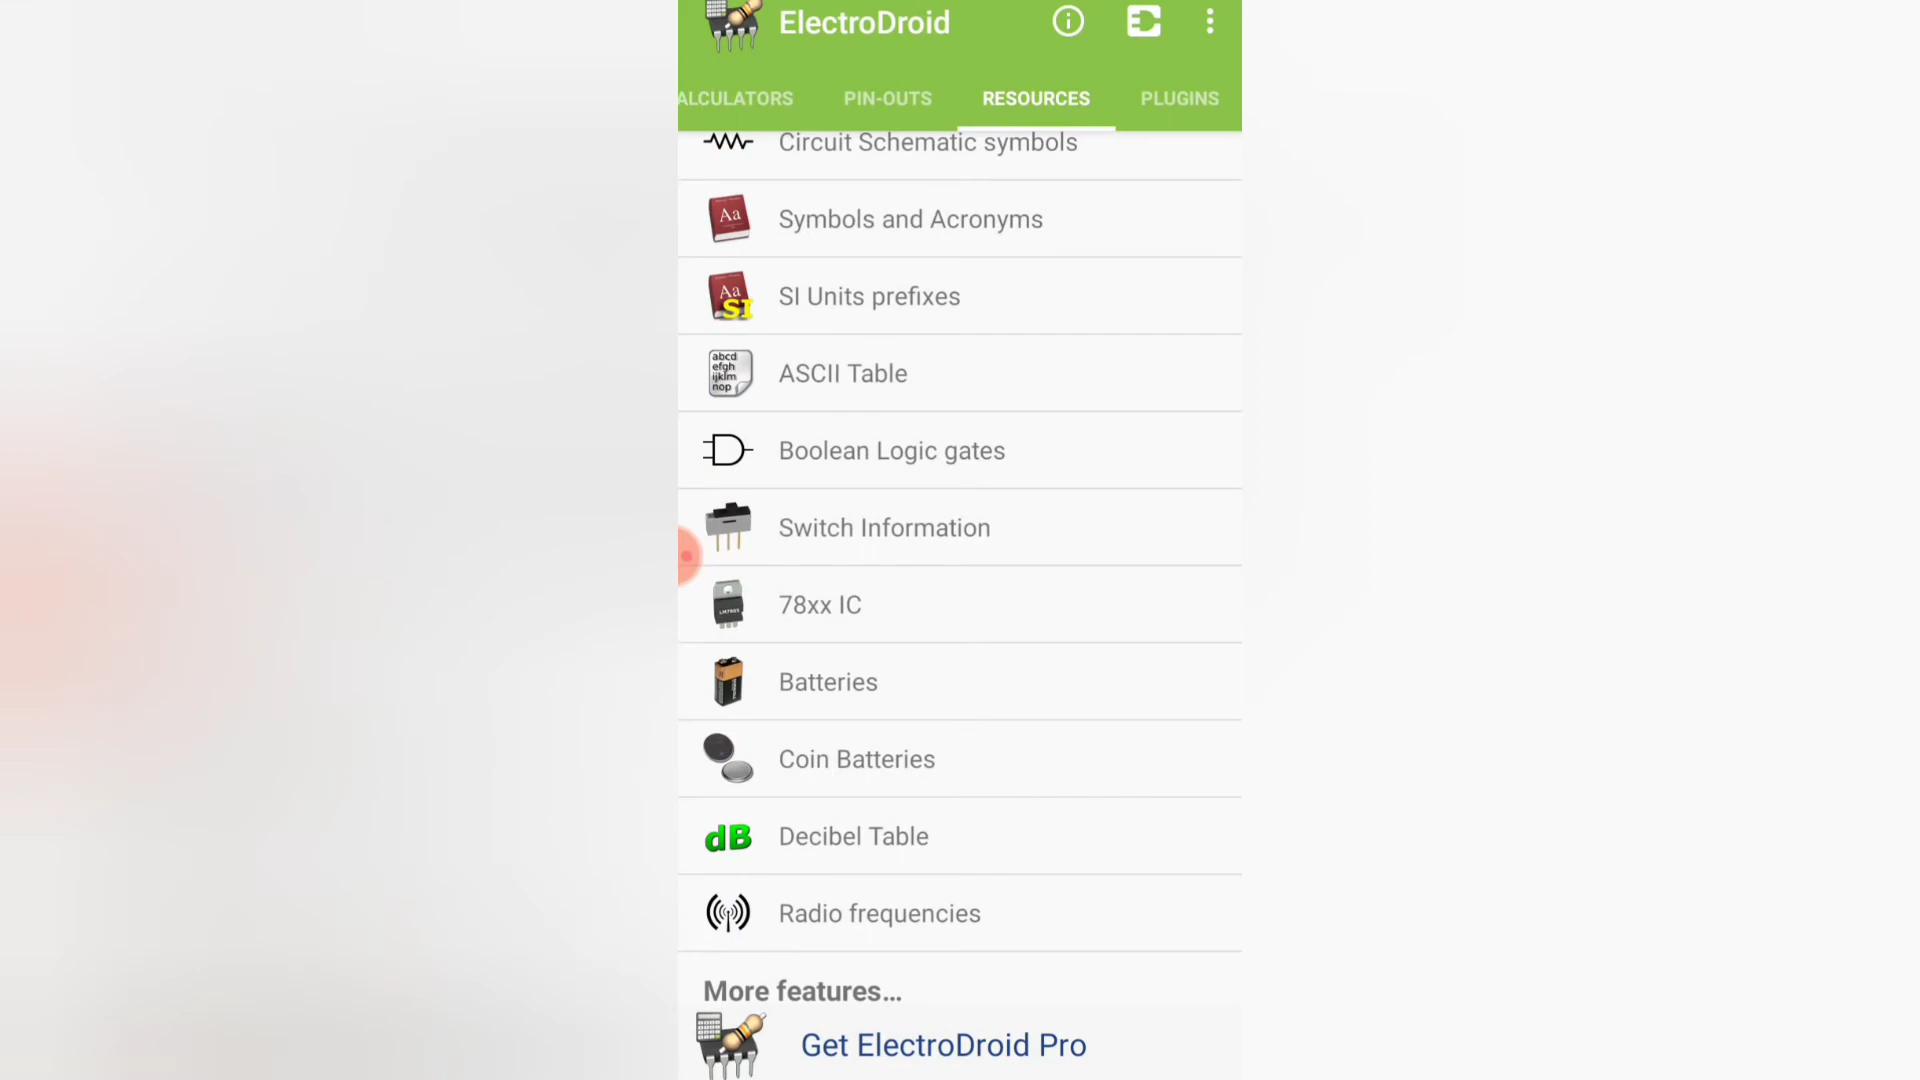 ElectroDroid
ALCULATORS PIN-OUTS RESOURCES PLUGINS
Circuit Schematic symbols
Aa
Symbols and Acronyms
Aa
SI
SI Units prefixes
abcd
efgh
ijklm
nop
ASCII Table
Boolean Logic gates
Switch Information
LM7805
78xx IC
Batteries
Coin Batteries
dB
Decibel Table
Radio frequencies
More features...
Get ElectroDroid Pro